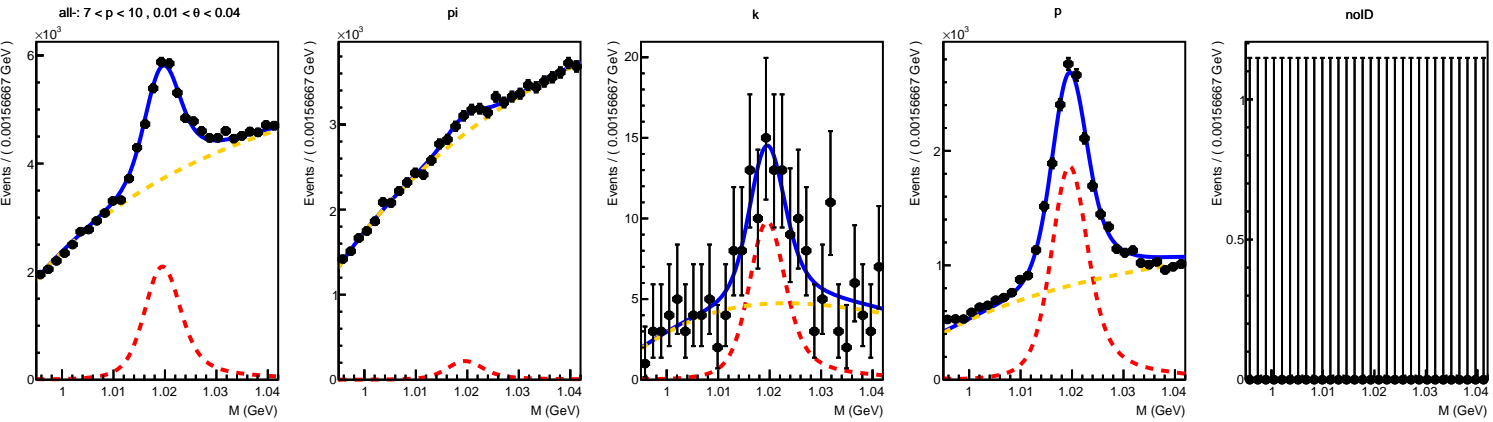 all-: 7 < p < 10 , 0.01 < θ < 0.04
×10³
Events / ( 0.00156667 GeV )
6
4
2
0
1 1.01 1.02 1.03 1.04
M (GeV)
pi
×10³
Events / ( 0.00156667 GeV )
3
2
1
0
1 1.01 1.02 1.03 1.04
M (GeV)
k
Events / ( 0.00156667 GeV )
20
15
10
5
0
1 1.01 1.02 1.03 1.04
M (GeV)
p
×10³
Events / ( 0.00156667 GeV )
2
1
0
1 1.01 1.02 1.03 1.04
M (GeV)
noID
Events / ( 0.00156667 GeV )
1
0.5
0
1 1.01 1.02 1.03 1.04
M (GeV)